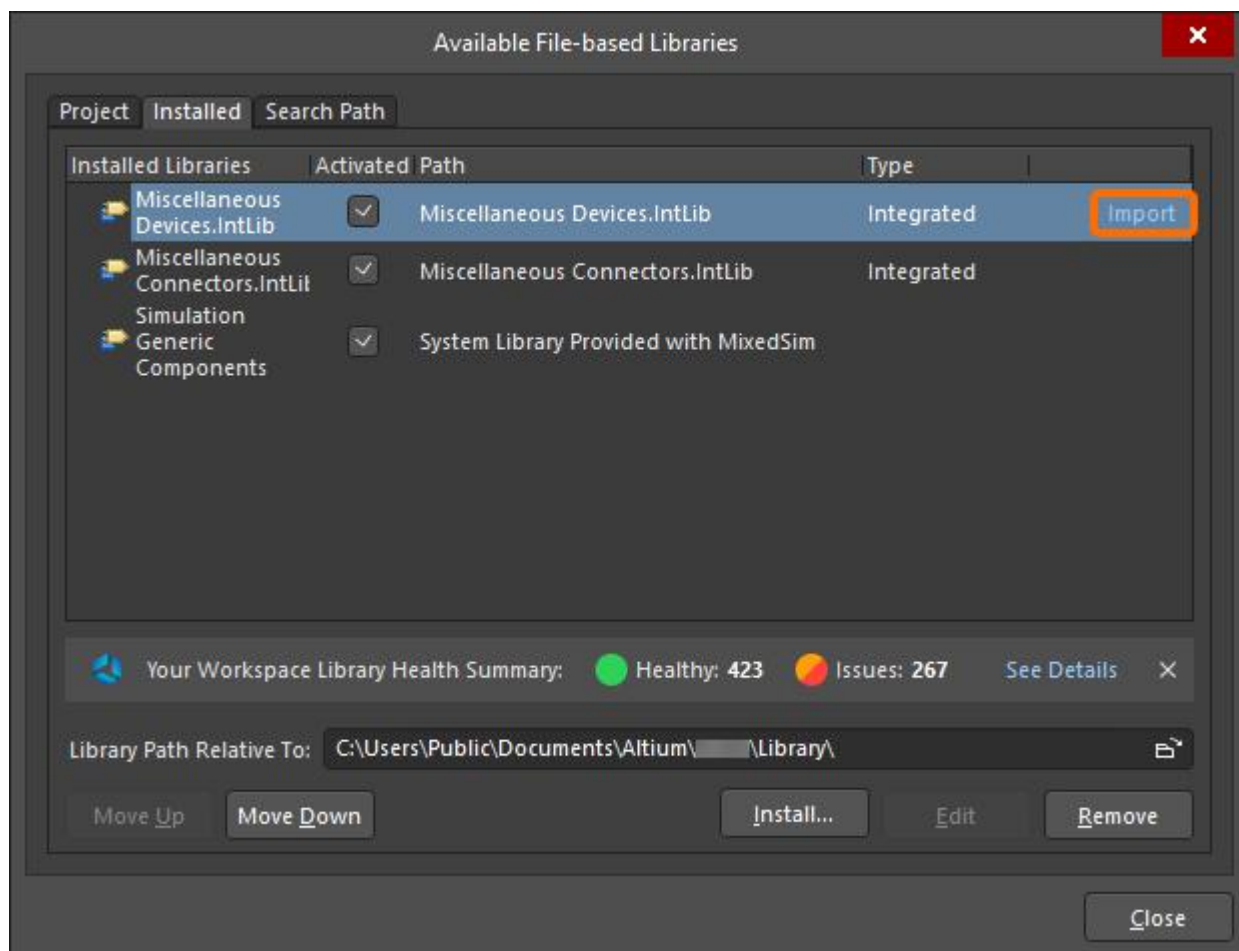 Available File-based Libraries
Project Installed Search Path
Installed Libraries Activated Path Type
Miscellaneous
Devices.IntLib
Miscellaneous Devices.IntLib Integrated Import
Miscellaneous
Connectors.IntLib
Miscellaneous Connectors.IntLib Integrated
Simulation
Generic
Components
System Library Provided with MixedSim
Your Workspace Library Health Summary: Healthy: 423 Issues: 267 See Details
Library Path Relative To: C:\Users\Public\Documents\Altium\ \Library\
Move Up Move Down Install... Edit Remove
Close